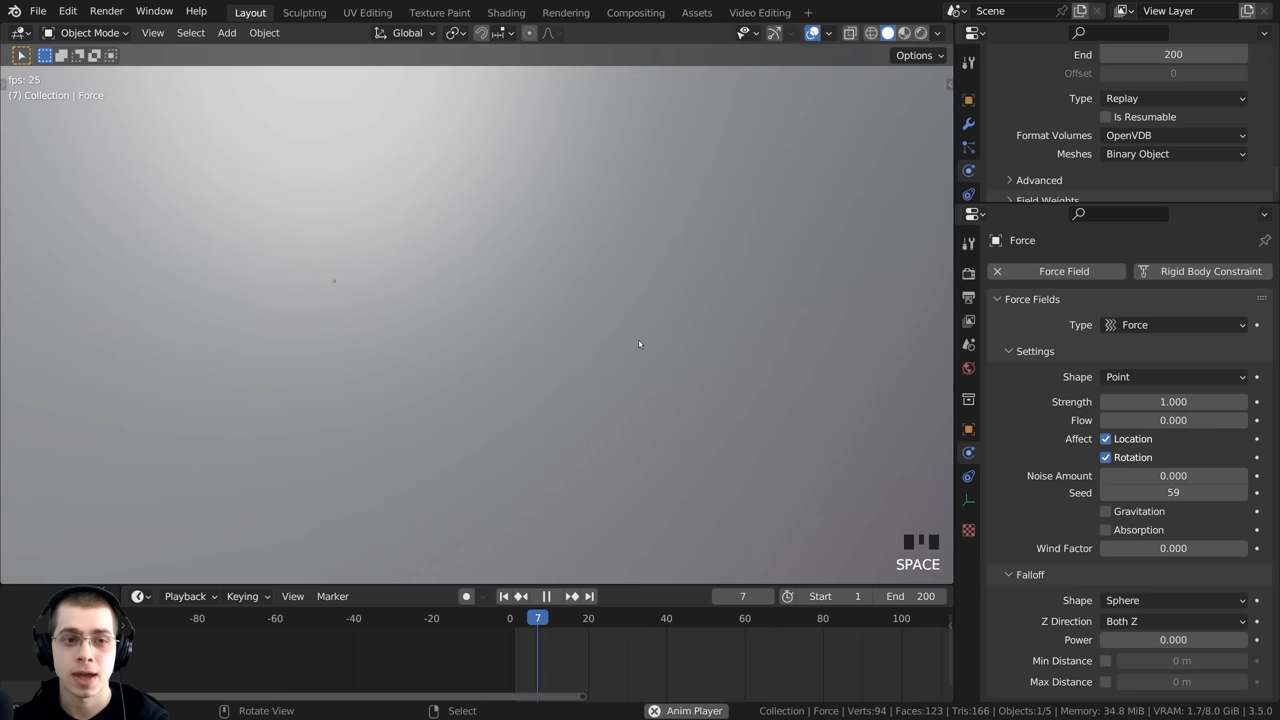 File Edit Render Window Help Layout Sculpting UV Editing Texture Paint Shading Rendering Compositing Assets Video Editing + Scene View Layer
Object Mode View Select Add Object Global
Options
fps: 25
(7) Collection | Force
End 200
Offset 0
Type Replay
Is Resumable
Format Volumes OpenVDB
Meshes Binary Object
Advanced
Field Weights
Force
Force Field Rigid Body Constraint
Force Fields
Type Force
Settings
Shape Point
Strength 1.000
Flow 0.000
Affect Location
Rotation
Noise Amount 0.000
Seed 59
Gravitation
Absorption
Wind Factor 0.000
Falloff
Shape Sphere
Z Direction Both Z
Power 0.000
Min Distance 0 m
Max Distance 0 m
SPACE
Playback Keying View Marker 7 Start 1 End 200
-80 -60 -40 -20 0 7 20 40 60 80 100
Rotate View Select Anim Player Collection | Force | Verts:94 | Faces:123 | Tris:166 | Objects:1/5 | Memory: 34.8 MiB | VRAM: 1.7/8.0 GiB | 3.5.0